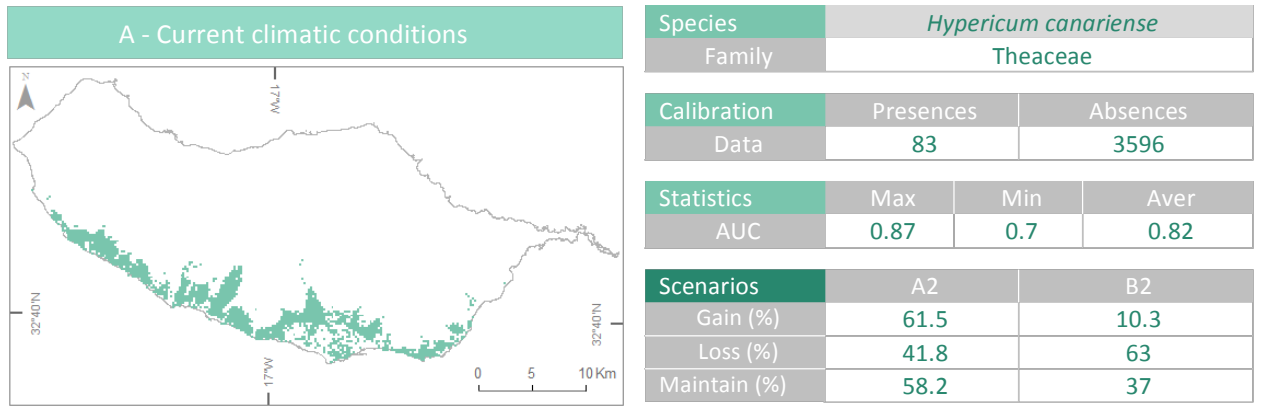 A - Current climatic conditions
N
17°W
32°40'N
32°40'N
17°W
0 5 10 Km
Species Hypericum canariense
Family Theaceae
Calibration Presences Absences
Data 83 3596
Statistics Max Min Aver
AUC 0.87 0.7 0.82
Scenarios A2 B2
Gain (%) 61.5 10.3
Loss (%) 41.8 63
Maintain (%) 58.2 37